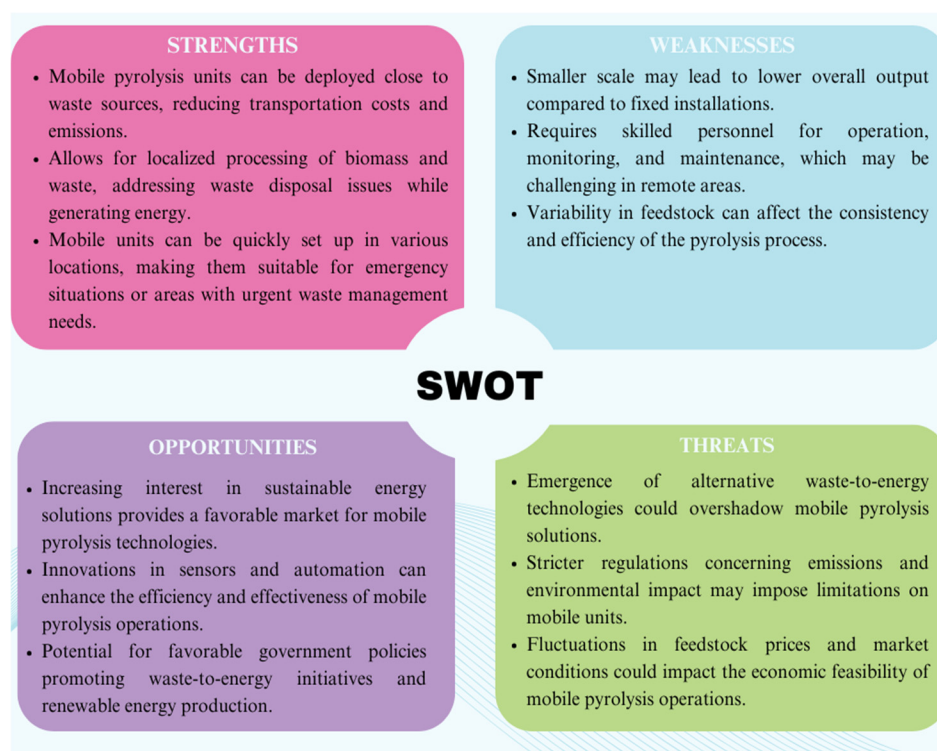 STRENGTHS
• Mobile pyrolysis units can be deployed close to
waste sources, reducing transportation costs and
emissions.
• Allows for localized processing of biomass and
waste, addressing waste disposal issues while
generating energy.
• Mobile units can be quickly set up in various
locations, making them suitable for emergency
situations or areas with urgent waste management
needs.
WEAKNESSES
• Smaller scale may lead to lower overall output
compared to fixed installations.
• Requires skilled personnel for operation,
monitoring, and maintenance, which may be
challenging in remote areas.
• Variability in feedstock can affect the consistency
and efficiency of the pyrolysis process.
SWOT
OPPORTUNITIES
• Increasing interest in sustainable energy
solutions provides a favorable market for mobile
pyrolysis technologies.
• Innovations in sensors and automation can
enhance the efficiency and effectiveness of mobile
pyrolysis operations.
• Potential for favorable government policies
promoting waste-to-energy initiatives and
renewable energy production.
THREATS
• Emergence of alternative waste-to-energy
technologies could overshadow mobile pyrolysis
solutions.
• Stricter regulations concerning emissions and
environmental impact may impose limitations on
mobile units.
• Fluctuations in feedstock prices and market
conditions could impact the economic feasibility of
mobile pyrolysis operations.